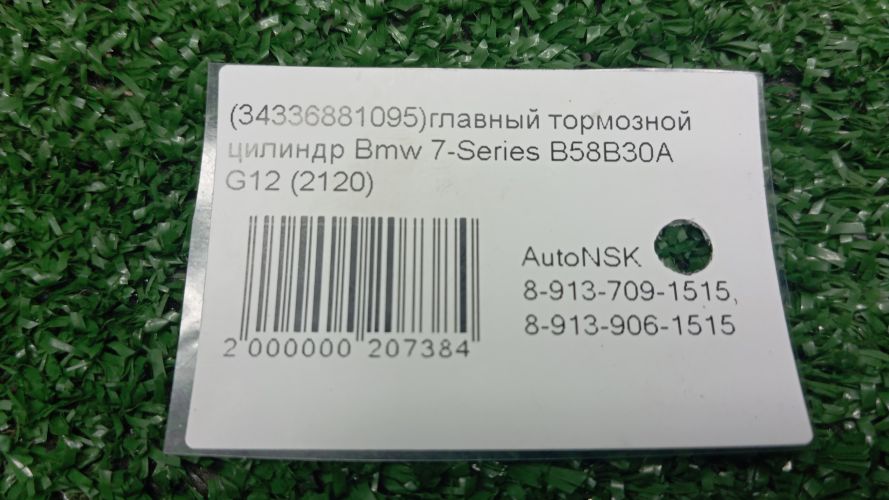 (34336881095)главный тормозной
цилиндр Bmw 7-Series B58B30A
G12 (2120)
AutoNSK
8-913-709-1515,
8-913-906-1515
2 000000 207384